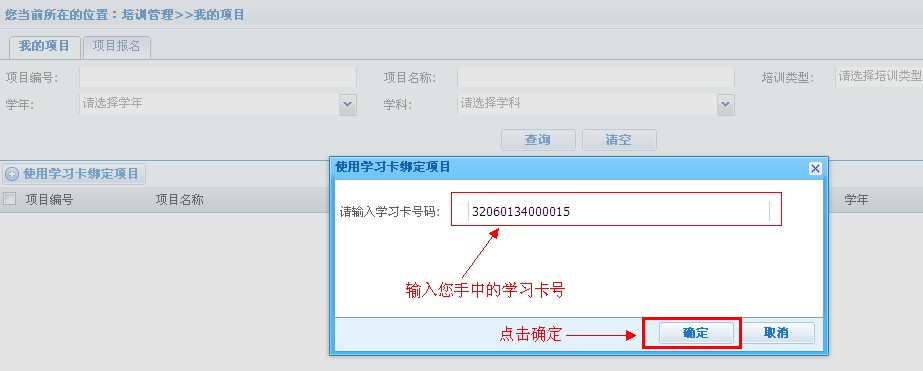 您当前所在的位置：培训管理>>我的项目
我的项目 项目报名
项目编号: 项目名称: 培训类型: 请选择培训类型
学年: 请选择学年 学科: 请选择学科
查询 清空
使用学习卡绑定项目
项目编号 项目名称 学年
使用学习卡绑定项目
请输入学习卡号码: 32060134000015
输入您手中的学习卡号
点击确定 确定 取消